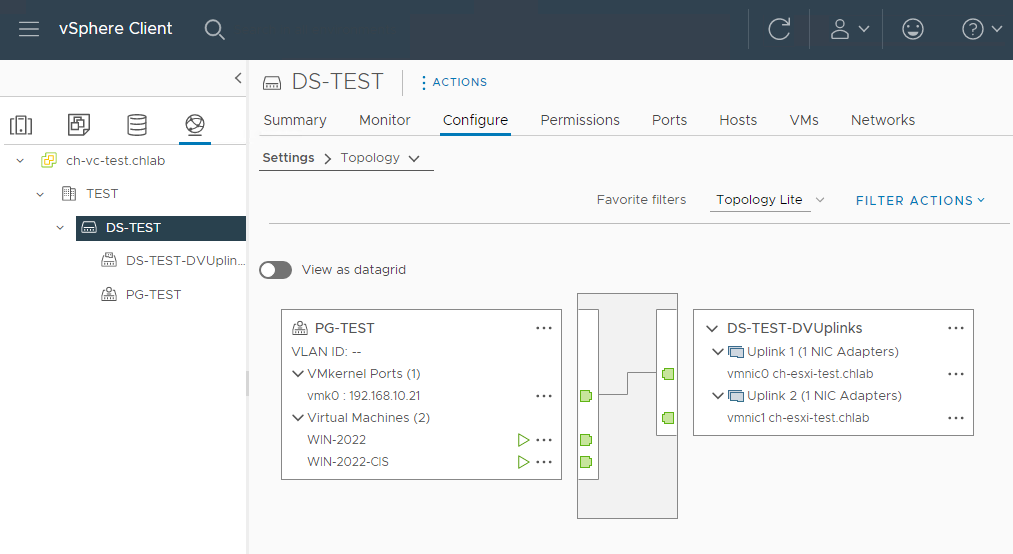 vSphere Client
DS-TEST
ACTIONS
Summary Monitor Configure Permissions Ports Hosts VMs Networks
ch-vc-test.chlab
TEST
DS-TEST
DS-TEST-DVUplin...
PG-TEST
Settings Topology
Favorite filters Topology Lite FILTER ACTIONS
View as datagrid
PG-TEST
VLAN ID: --
VMkernel Ports (1)
vmk0 : 192.168.10.21
Virtual Machines (2)
WIN-2022
WIN-2022-CIS
DS-TEST-DVUplinks
Uplink 1 (1 NIC Adapters)
vmnic0 ch-esxi-test.chlab
Uplink 2 (1 NIC Adapters)
vmnic1 ch-esxi-test.chlab